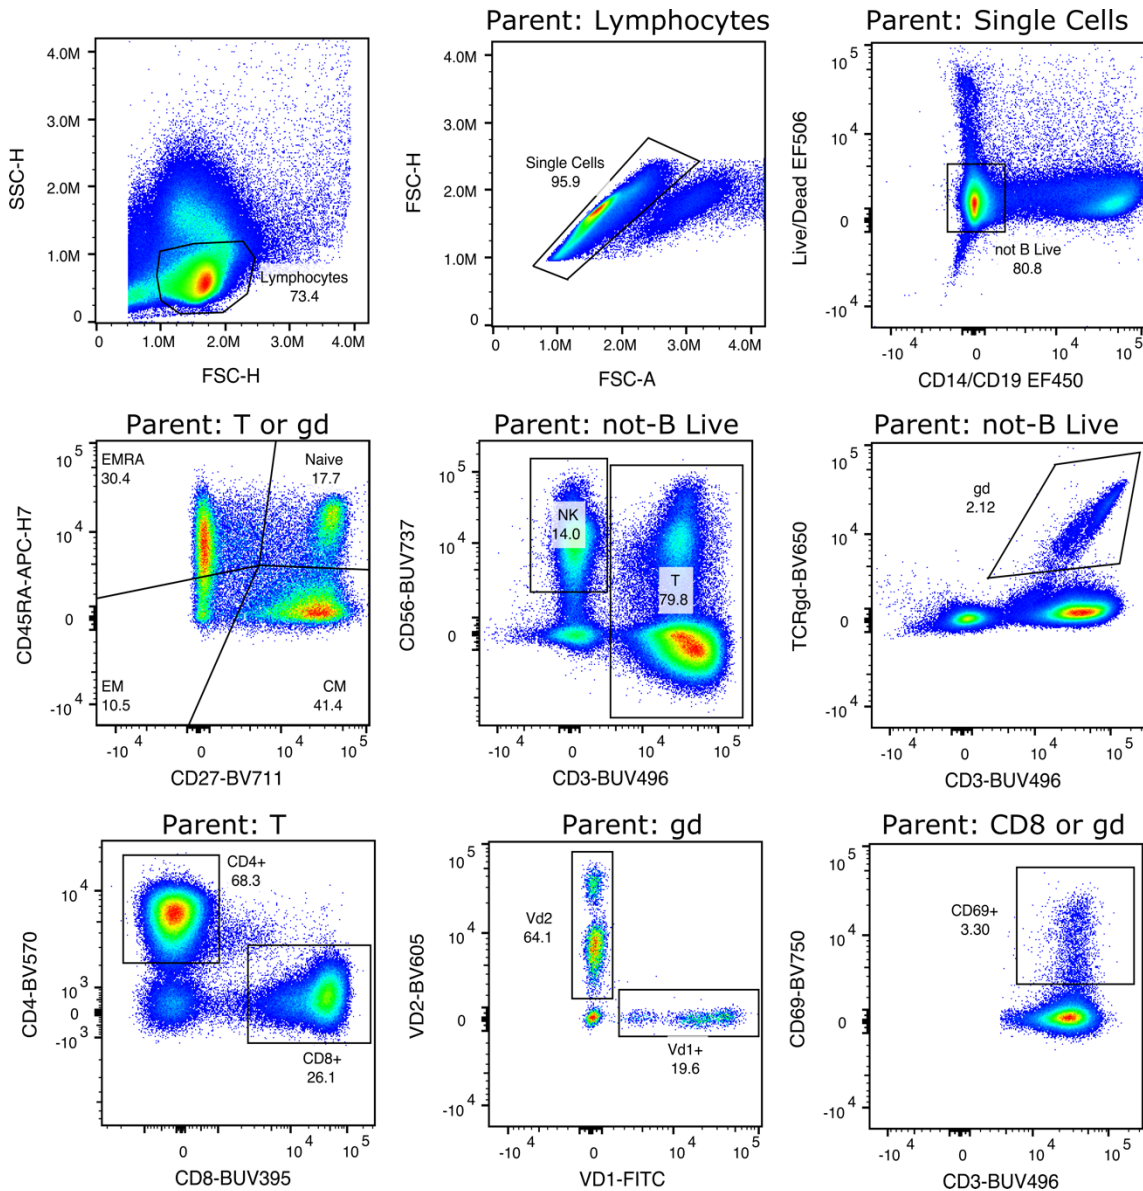 Parent: Lymphocytes
Parent: Single Cells
4.0M
3.0M
2.0M
1.0M
0
SSC-H
Lymphocytes
73.4
0
1.0M
2.0M
3.0M
4.0M
FSC-H
4.0M
3.0M
2.0M
1.0M
0
FSC-H
Single Cells
95.9
0
1.0M
2.0M
3.0M
4.0M
FSC-A
10 5
10 4
0
-10 4
Live/Dead EF506
not B Live
80.8
-10 4
0
10 4
10 5
CD14/CD19 EF450
Parent: T or gd
Parent: not-B Live
Parent: not-B Live
10 5
10 4
0
-10 4
CD45RA-APC-H7
EMRA
30.4
Naive
17.7
EM
10.5
CM
41.4
-10 4
0
10 4
10 5
CD27-BV711
10 5
10 4
0
CD56-BUV737
NK
14.0
T
79.8
-10 4
0
10 4
10 5
CD3-BUV496
10 5
10 4
0
-10 4
TCRgd-BV650
gd
2.12
-10 4
0
10 4
10 5
CD3-BUV496
Parent: T
Parent: gd
Parent: CD8 or gd
10 4
10 3
0
-10 3
CD4-BV570
CD4+
68.3
CD8+
26.1
0
10 4
10 5
CD8-BUV395
10 5
10 4
0
-10 4
VD2-BV605
Vd2
64.1
Vd1+
19.6
-10 4
0
10 4
10 5
VD1-FITC
10 5
10 4
0
-10 4
CD69-BV750
CD69+
3.30
-10 4
0
10 4
10 5
CD3-BUV496